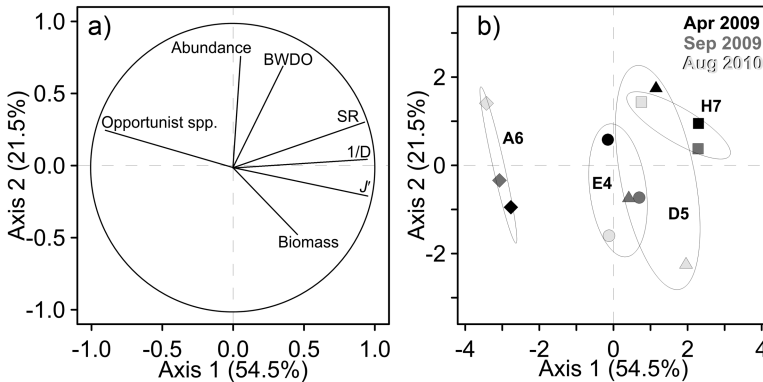 a)
1.0
0.5
0.0
-0.5
-1.0
Axis 2 (21.5%)
Abundance
BWDO
Opportunist spp.
SR
1/D
J'
Biomass
-1.0
-0.5
0.0
0.5
1.0
Axis 1 (54.5%)
b)
Apr 2009
Sep 2009
Aug 2010
2
0
-2
Axis 2 (21.5%)
A6
E4
H7
D5
-4
-2
0
2
4
Axis 1 (54.5%)